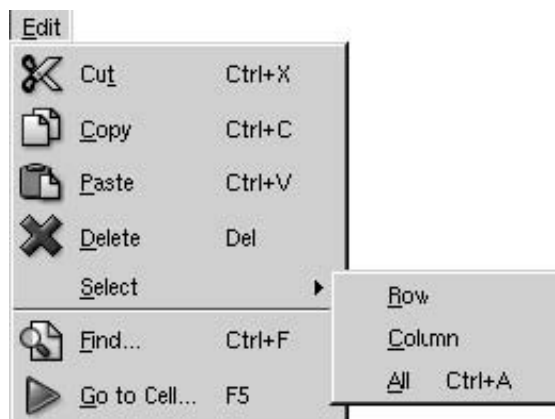 Edit
Cut Ctrl+X
Copy Ctrl+C
Paste Ctrl+V
Delete Del
Select
Row
Find... Ctrl+F
Column
Go to Cell... F5
All Ctrl+A